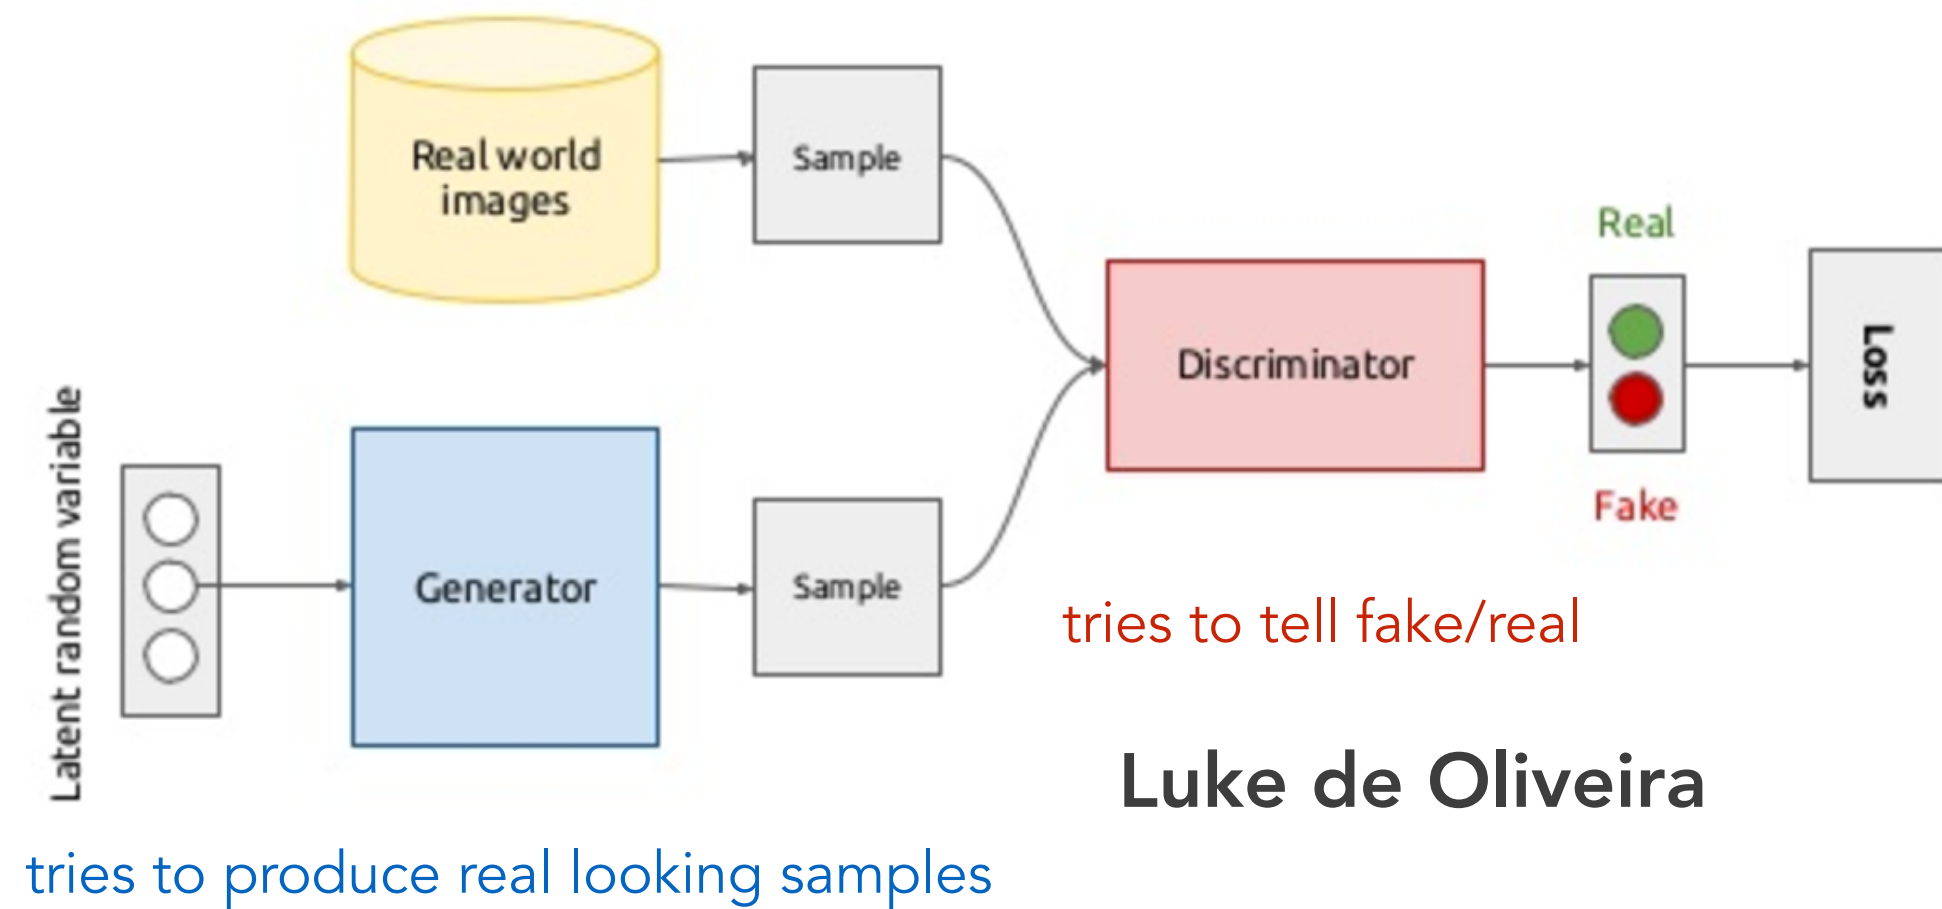 Real world
images
Sample
Real
Discriminator
Loss
Fake
Latent random variable
Generator
Sample
tries to tell fake/real
Luke de Oliveira
tries to produce real looking samples